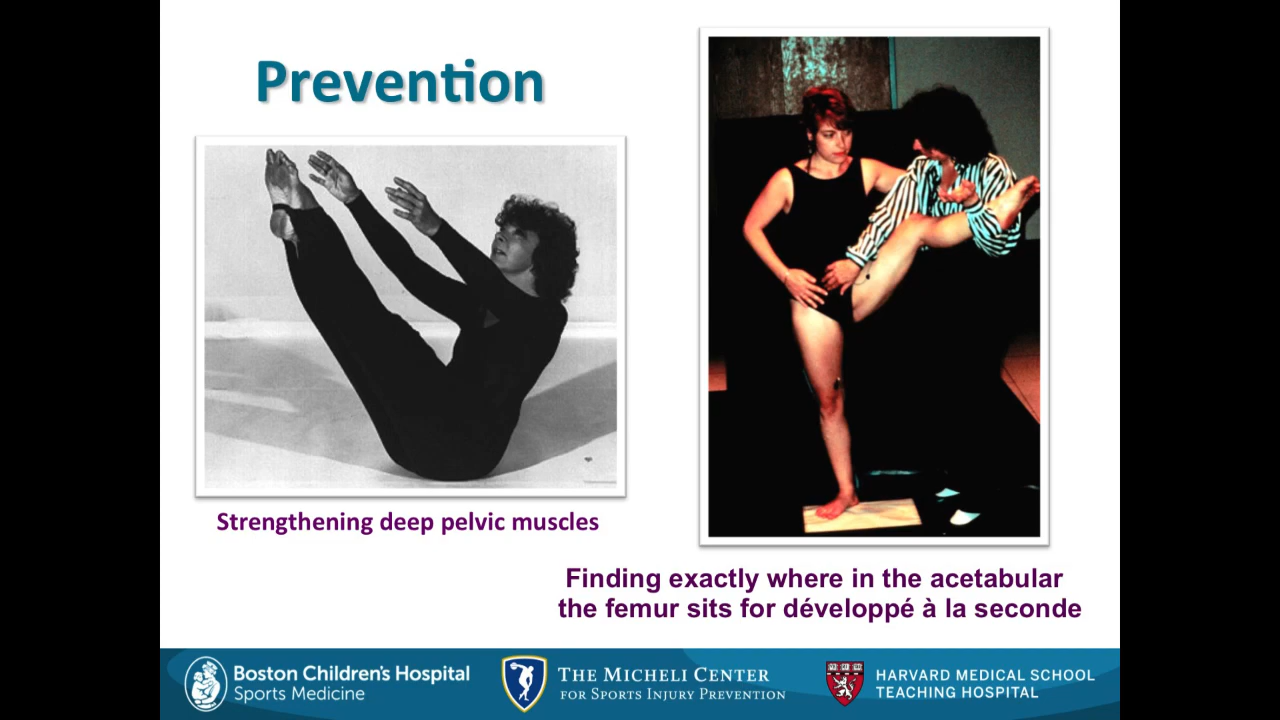 Prevention
Strengthening deep pelvic muscles
Finding exactly where in the acetabular
the femur sits for développé à la seconde
Boston Children's Hospital
Sports Medicine
THE MICHELI CENTER
FOR SPORTS INJURY PREVENTION
HARVARD MEDICAL SCHOOL
TEACHING HOSPITAL